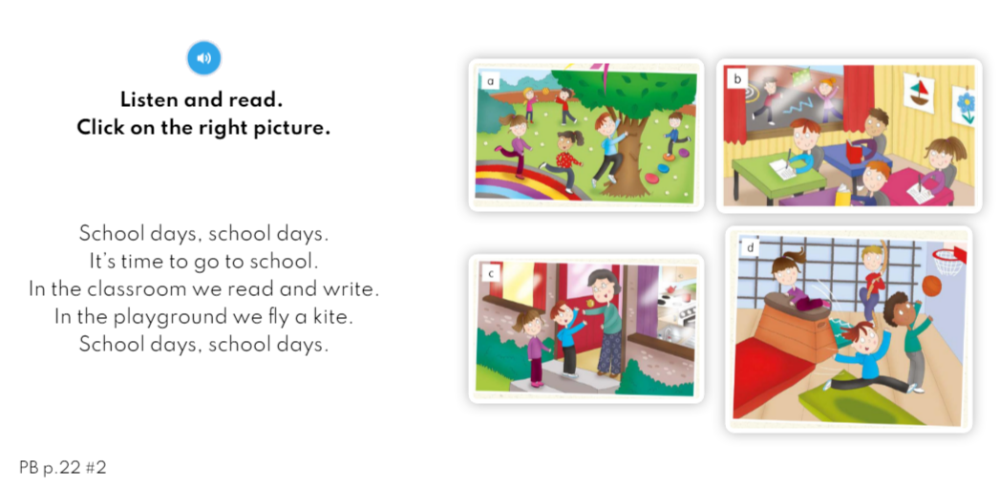 Listen and read.
Click on the right picture.
School days, school days.
It's time to go to school.
In the classroom we read and write.
In the playground we fly a kite.
School days, school days.
PB p.22 #2
a
b
c
d